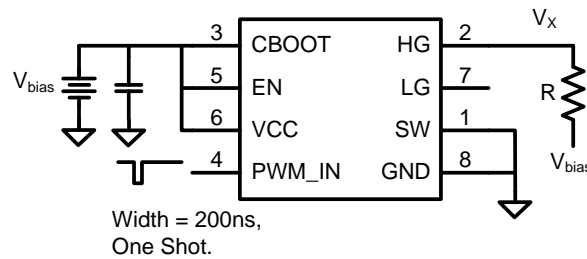 V_X
3 CBOOT HG 2
V_bias
5 EN LG 7
R
6 VCC SW 1
4 PWM_IN GND 8
V_bias
Width = 200ns,
One Shot.